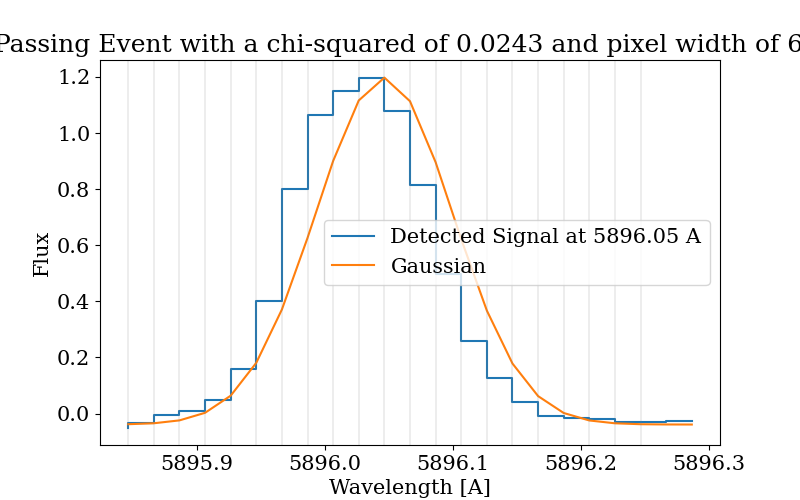 Passing Event with a chi-squared of 0.0243 and pixel width of 6
1.2
1.0
0.8
0.6
0.4
0.2
0.0
Flux
Detected Signal at 5896.05 A
Gaussian
5895.9 5896.0 5896.1 5896.2 5896.3
Wavelength [A]